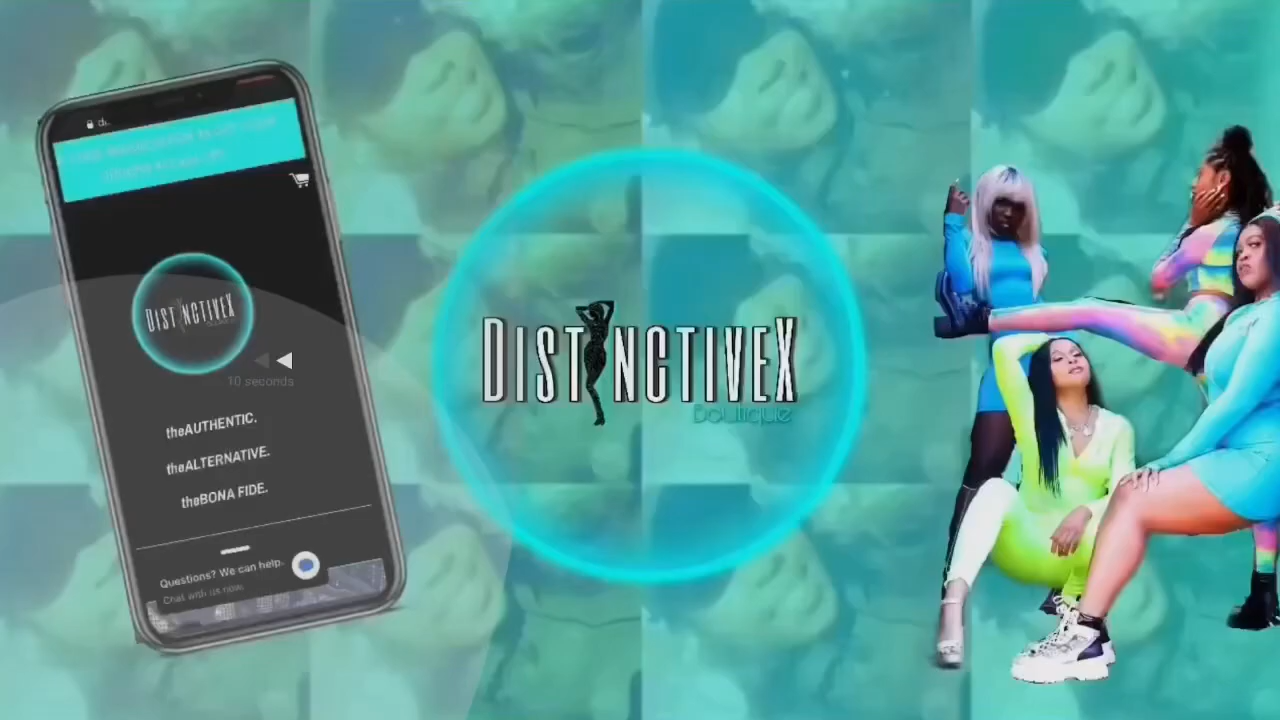 d..
DISTINCTIVEX
10 seconds
theAUTHENTIC.
theALTERNATIVE.
theBONA FIDE.
Questions? We can help.
Chat with us now.
DISTINCTIVEX
Boutique